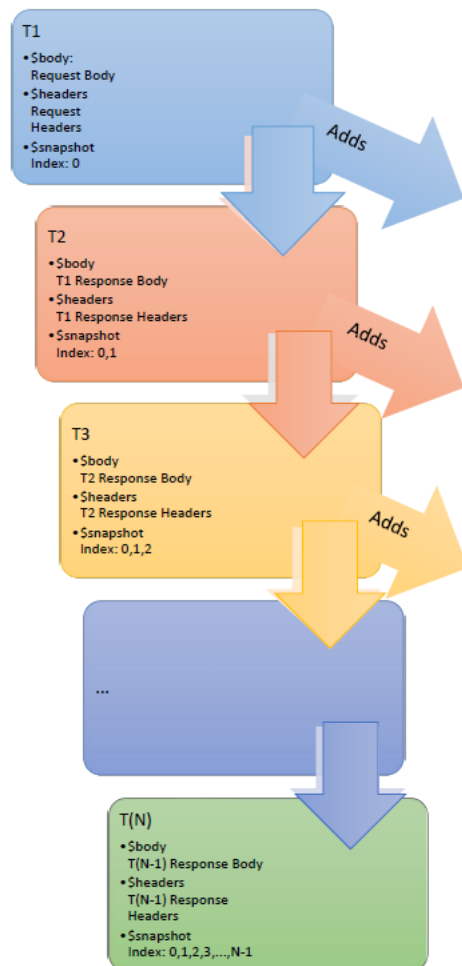 T1
•$body:
Request Body
•$headers
Request
Headers
•$snapshot
Index: 0
Adds
T2
•$body
T1 Response Body
•$headers
T1 Response Headers
•$snapshot
Index: 0,1
Adds
T3
•$body
T2 Response Body
•$headers
T2 Response Headers
•$snapshot
Index: 0,1,2
Adds
...
T(N)
•$body
T(N-1) Response Body
•$headers
T(N-1) Response
Headers
•$snapshot
Index: 0,1,2,3,...,N-1